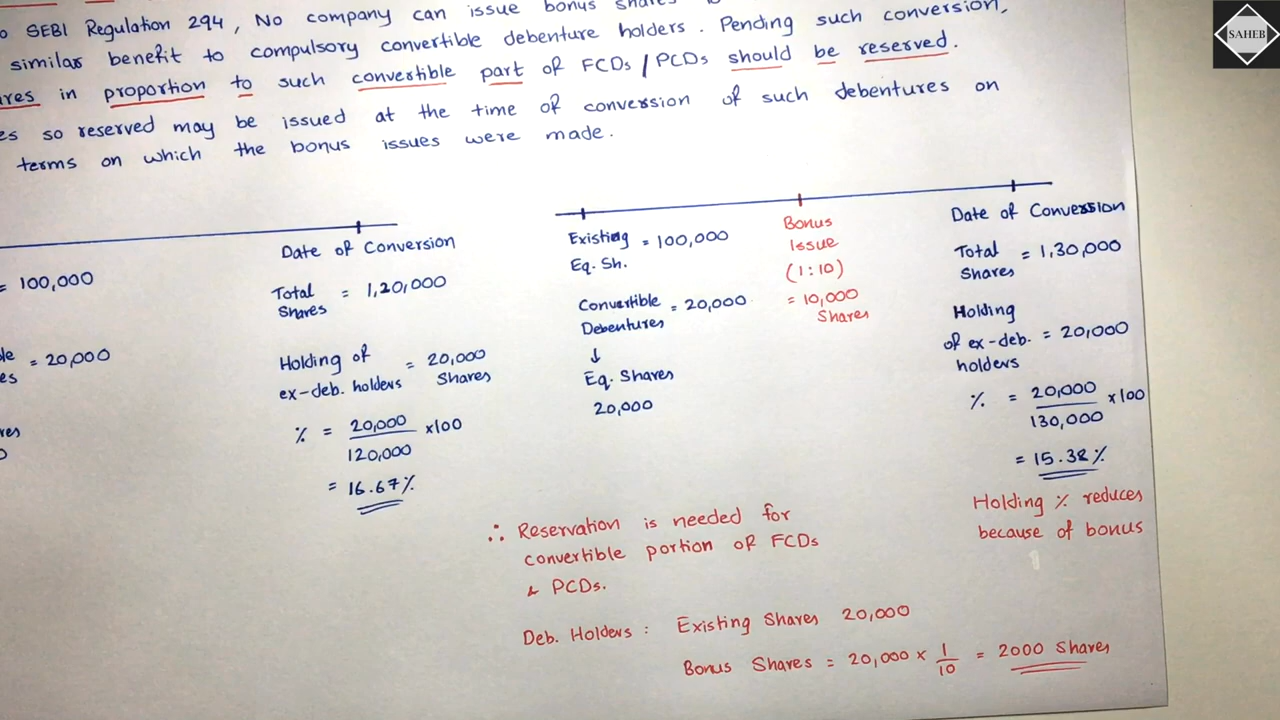 o SEBI Regulation 294, No company can issue bonus shares
similar benefit to compulsory convertible debenture holders. Pending such conversion,
res in proportion to such convertible part of FCDs / PCDs should be reserved.
es so reserved may be issued at the time of conversion of such debentures on
terms on which the bonus issues were made.
= 100,000
le
es = 20,000
res
Date of Conversion
Total Shares = 1,20,000
Holding of
ex-deb. holders = 20,000 Shares
% = 20,000 / 120,000 x100
= 16.67%
Existing
Eq. Sh. = 100,000
Convertible
Debentures = 20,000
↓
Eq. Shares
20,000
Bonus
Issue
(1:10)
= 10,000
Shares
Date of Conversion
Total
Shares = 1,30,000
Holding
of ex-deb. = 20,000
holders
% = 20,000 / 130,000 x100
= 15.38%
Holding % reduces
because of bonus
∴ Reservation is needed for
convertible portion of FCDs
& PCDs.
Deb. Holders : Existing Shares 20,000
Bonus Shares = 20,000 x 1/10 = 2000 Shares
SAHEB